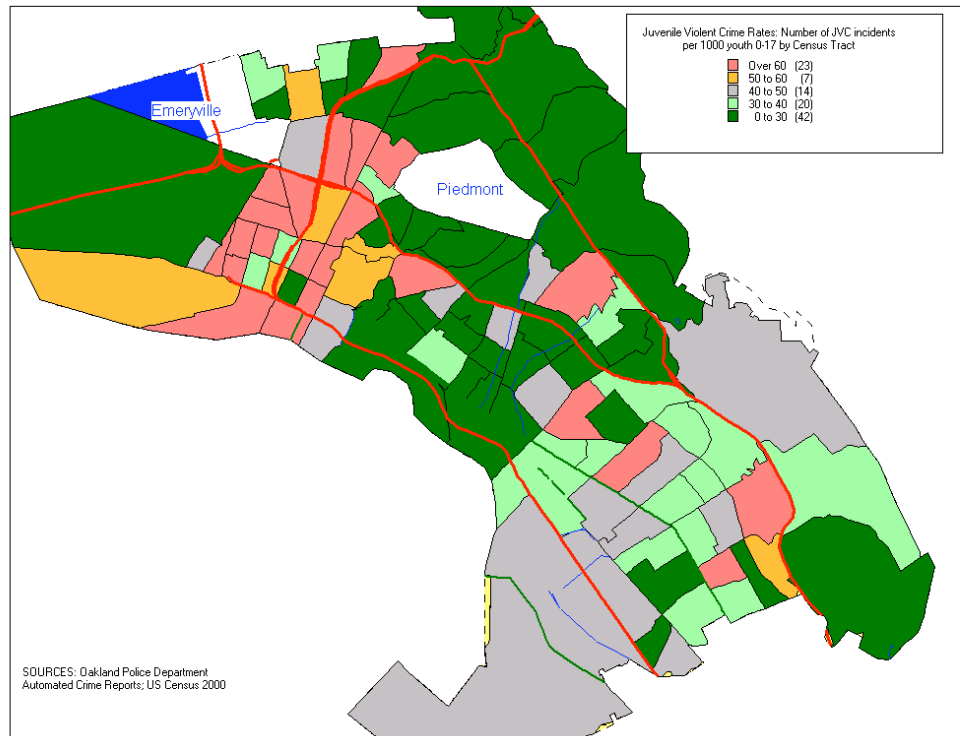 Juvenile Violent Crime Rates: Number of JVC incidents
per 1000 youth 0-17 by Census Tract
Over 60 (23)
50 to 60 (7)
40 to 50 (14)
30 to 40 (20)
0 to 30 (42)
Emeryville
Piedmont
SOURCES: Oakland Police Department
Automated Crime Reports; US Census 2000